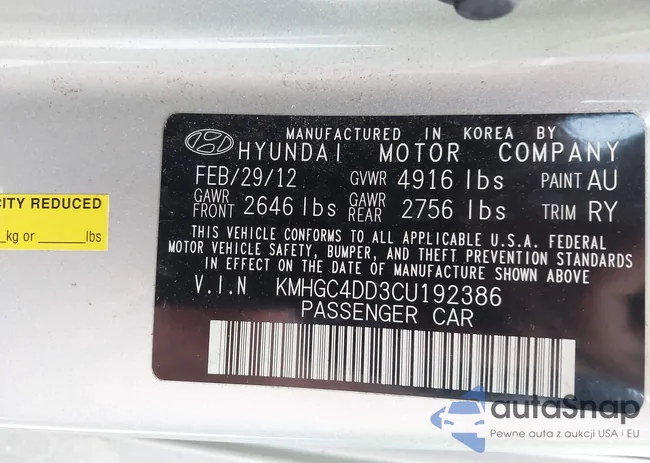 MANUFACTURED IN KOREA BY
HYUNDAI MOTOR COMPANY
FEB/29/12 GVWR 4916 lbs PAINT AU
GAWR FRONT 2646 lbs GAWR REAR 2756 lbs TRIM RY
THIS VEHICLE CONFORMS TO ALL APPLICABLE U.S.A. FEDERAL
MOTOR VEHICLE SAFETY, BUMPER, AND THEFT PREVENTION STANDARDS
IN EFFECT ON THE DATE OF MANUFACTURE SHOWN ABOVE
V.I.N KMHGC4DD3CU192386
PASSENGER CAR
CITY REDUCED
kg or ______ lbs
autaSnap
Pewne auta z aukcji USA i EU